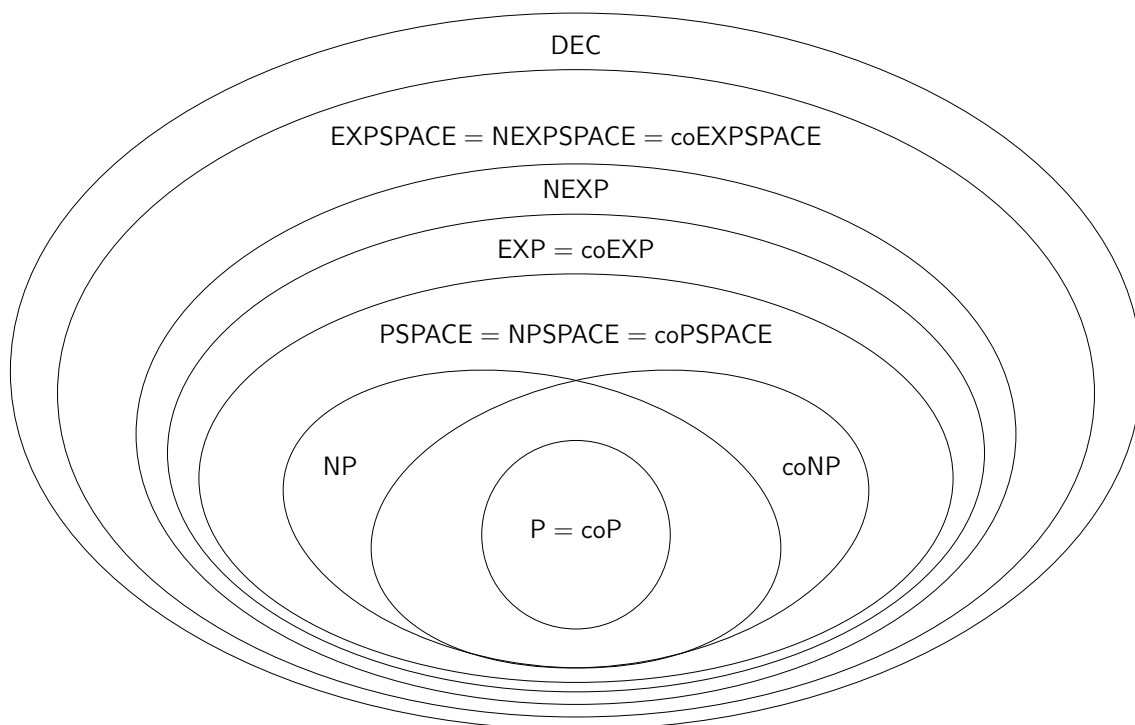 DEC
EXPSPACE = NEXPSPACE = coEXPSPACE
NEXP
EXP = coEXP
PSPACE = NPSPACE = coPSPACE
NP
coNP
P = coP